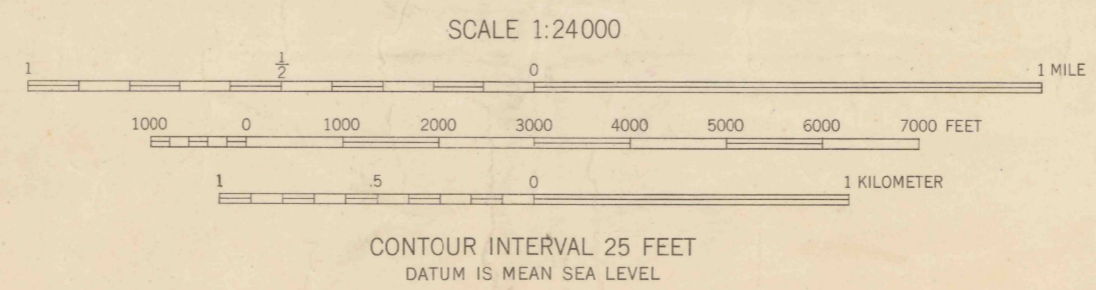 SCALE 1:24000
1 1/2 0 1 MILE
1000 0 1000 2000 3000 4000 5000 6000 7000 FEET
1 .5 0 1 KILOMETER
CONTOUR INTERVAL 25 FEET
DATUM IS MEAN SEA LEVEL